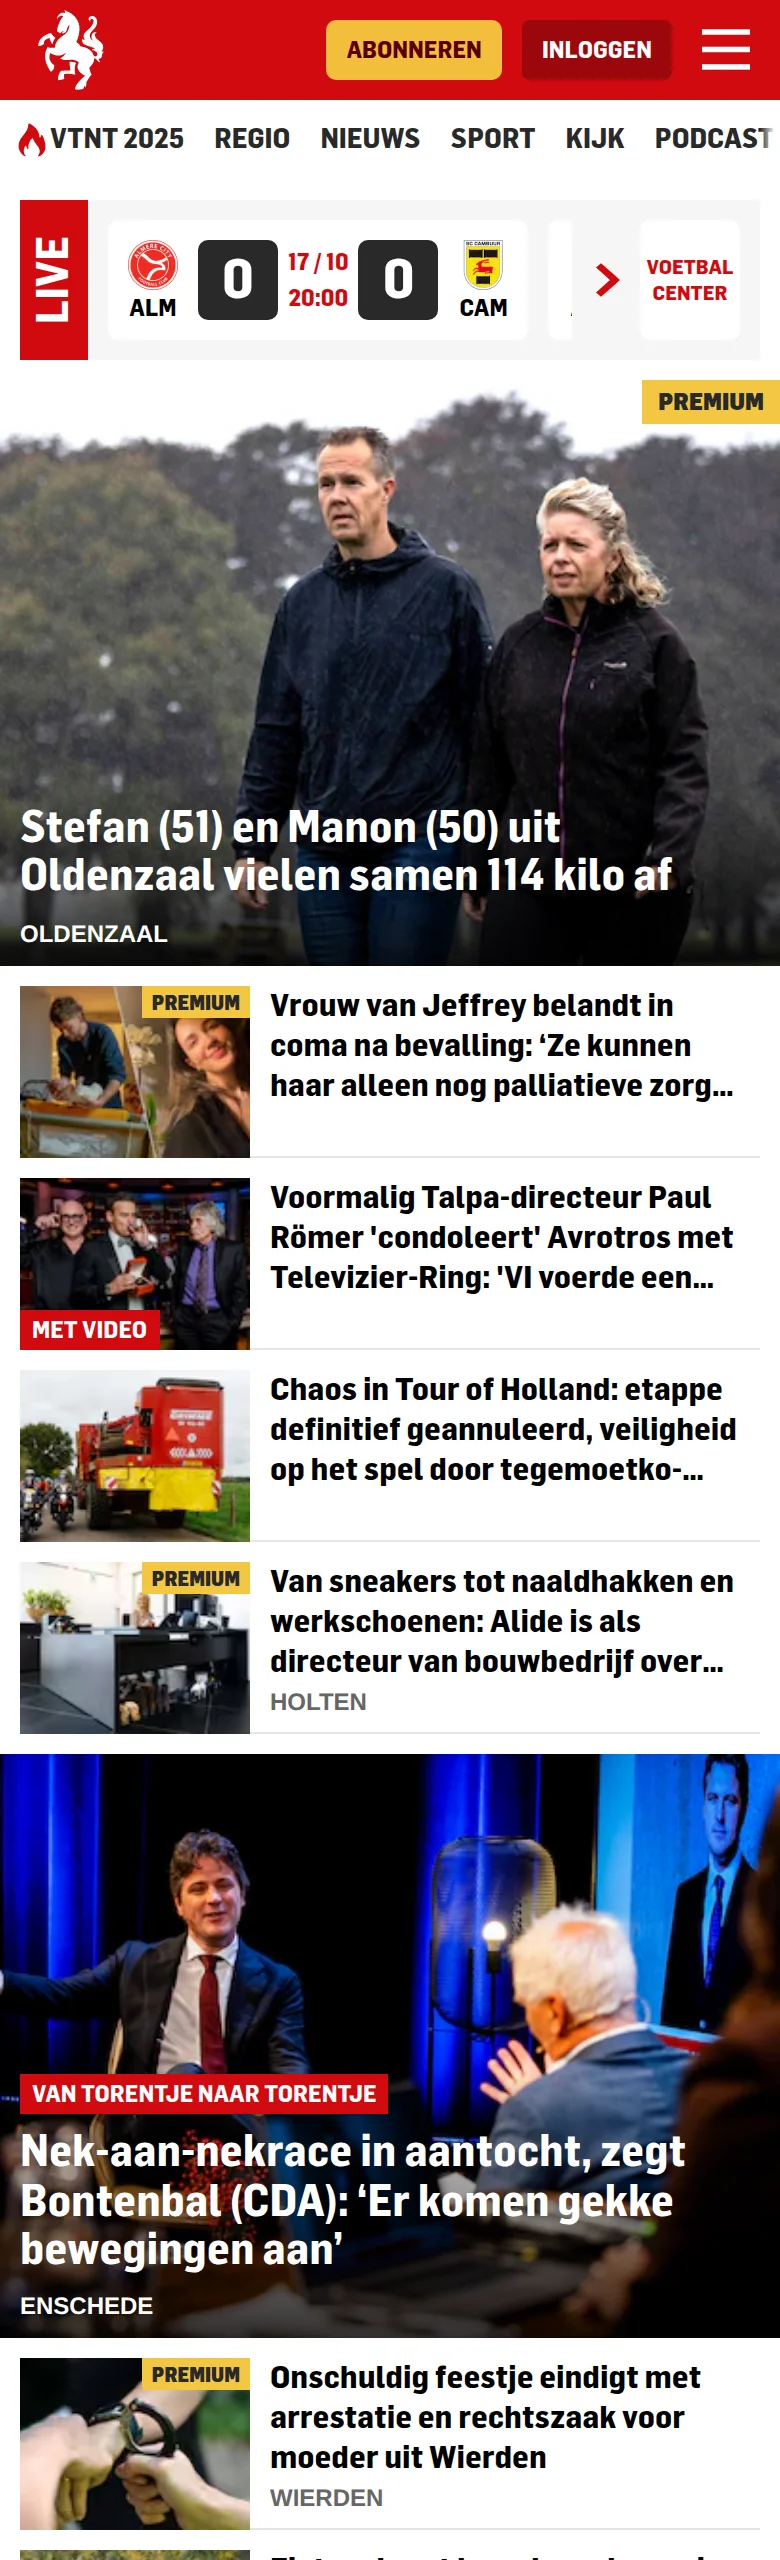 ABONNEREN
INLOGGEN
VTNT 2025 REGIO NIEUWS SPORT KIJK PODCAST
LIVE
ALM
0
17 / 10
20:00
0
SC CAMBUUR
CAM
VOETBAL
CENTER
PREMIUM
Stefan (51) en Manon (50) uit
Oldenzaal vielen samen 114 kilo af
OLDENZAAL
PREMIUM
Vrouw van Jeffrey belandt in
coma na bevalling: ‘Ze kunnen
haar alleen nog palliatieve zorg...
MET VIDEO
Voormalig Talpa-directeur Paul
Römer 'condoleert' Avrotros met
Televizier-Ring: 'VI voerde een...
Chaos in Tour of Holland: etappe
definitief geannuleerd, veiligheid
op het spel door tegemoetko-...
PREMIUM
Van sneakers tot naaldhakken en
werkschoenen: Alide is als
directeur van bouwbedrijf over...
HOLTEN
VAN TORENTJE NAAR TORENTJE
Nek-aan-nekrace in aantocht, zegt
Bontenbal (CDA): ‘Er komen gekke
bewegingen aan’
ENSCHEDE
PREMIUM
Onschuldig feestje eindigt met
arrestatie en rechtszaak voor
moeder uit Wierden
WIERDEN